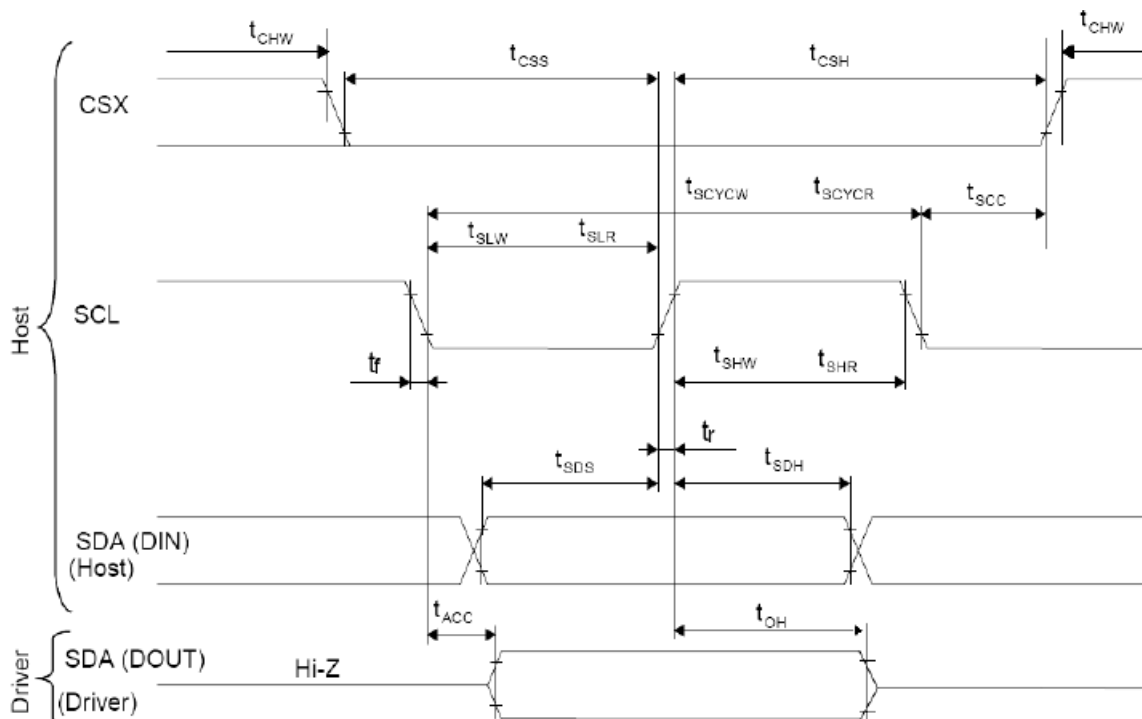 tCHW
tCHW
tCSS
tCSH
CSX
tSCYCW
tSCYCR
tSCC
tSLW
tSLR
Host
SCL
tf
tSHW
tSHR
tr
tSDS
tSDH
SDA (DIN)
(Host)
tACC
tOH
Driver
SDA (DOUT)
Hi-Z
(Driver)